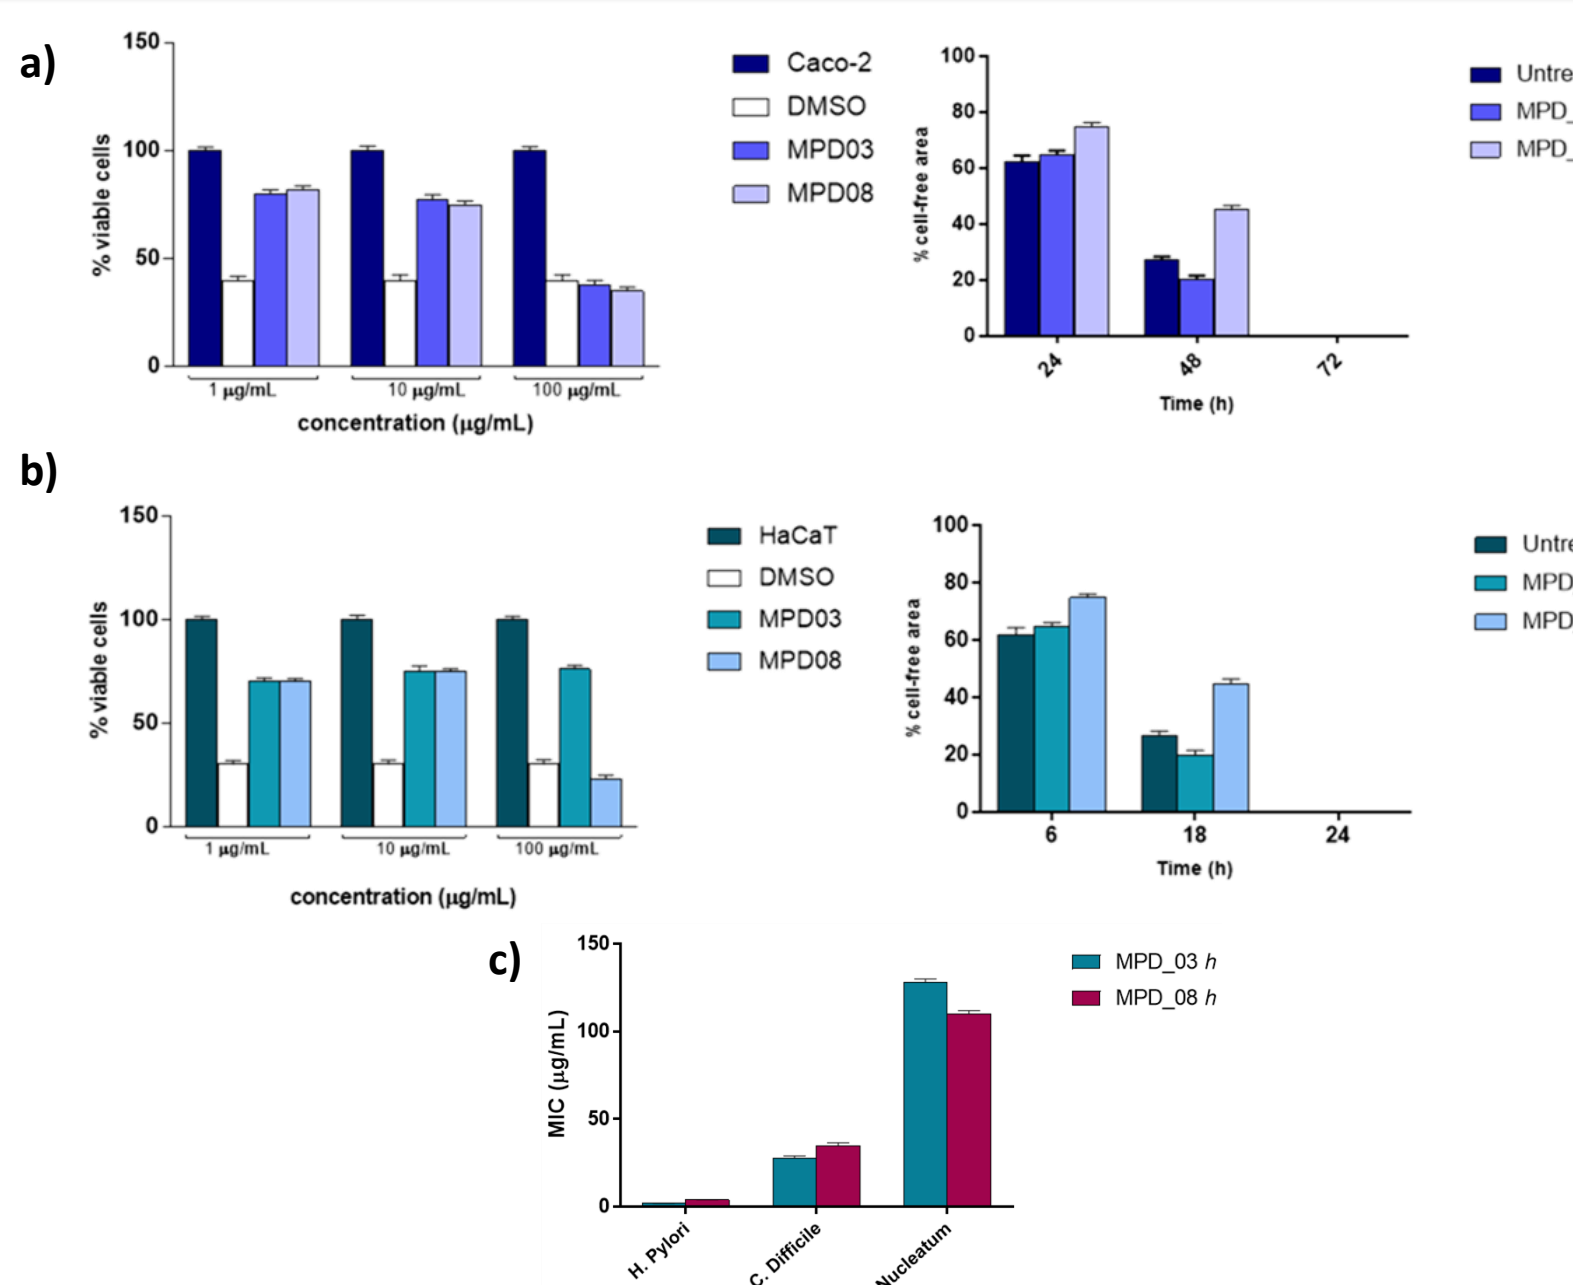 a)
150
100
50
0
% viable cells
1 μg/mL
10 μg/mL
100 μg/mL
concentration (μg/mL)
Caco-2
DMSO
MPD03
MPD08
100
80
60
40
20
0
% cell-free area
24
48
72
Time (h)
Untre
MPD_
MPD_
b)
150
100
50
0
% viable cells
1 μg/mL
10 μg/mL
100 μg/mL
concentration (μg/mL)
HaCaT
DMSO
MPD03
MPD08
100
80
60
40
20
0
% cell-free area
6
18
24
Time (h)
Untre
MPD
MPD
c)
150
100
50
0
MIC (μg/mL)
H. Pylori
C. Difficile
Nucleatum
MPD_03 h
MPD_08 h